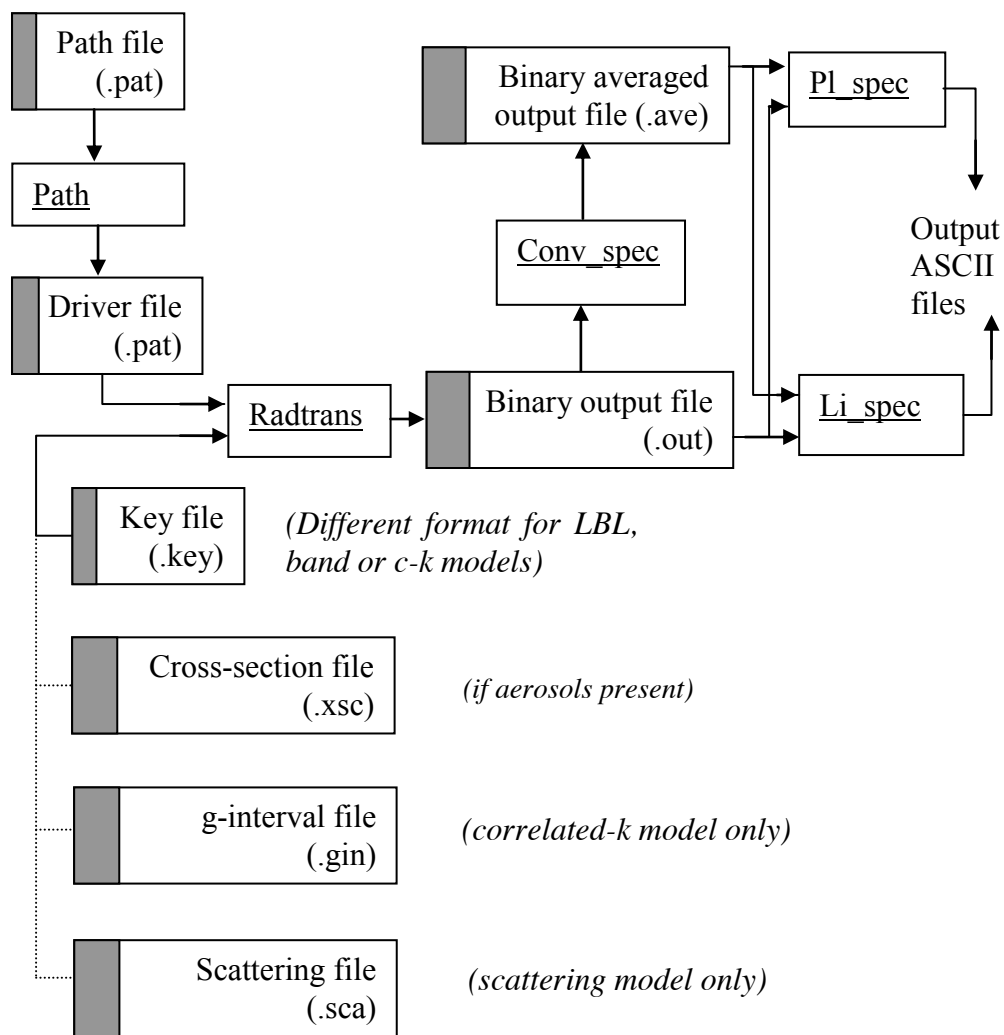 Path file
(.pat)
Path
Driver file
(.pat)
Radtrans
Binary averaged
output file (.ave)
Conv_spec
Binary output file
(.out)
Pl_spec
Output
ASCII
files
Li_spec
Key file
(.key)
(Different format for LBL,
band or c-k models)
Cross-section file
(.xsc)
(if aerosols present)
g-interval file
(.gin)
(correlated-k model only)
Scattering file
(.sca)
(scattering model only)